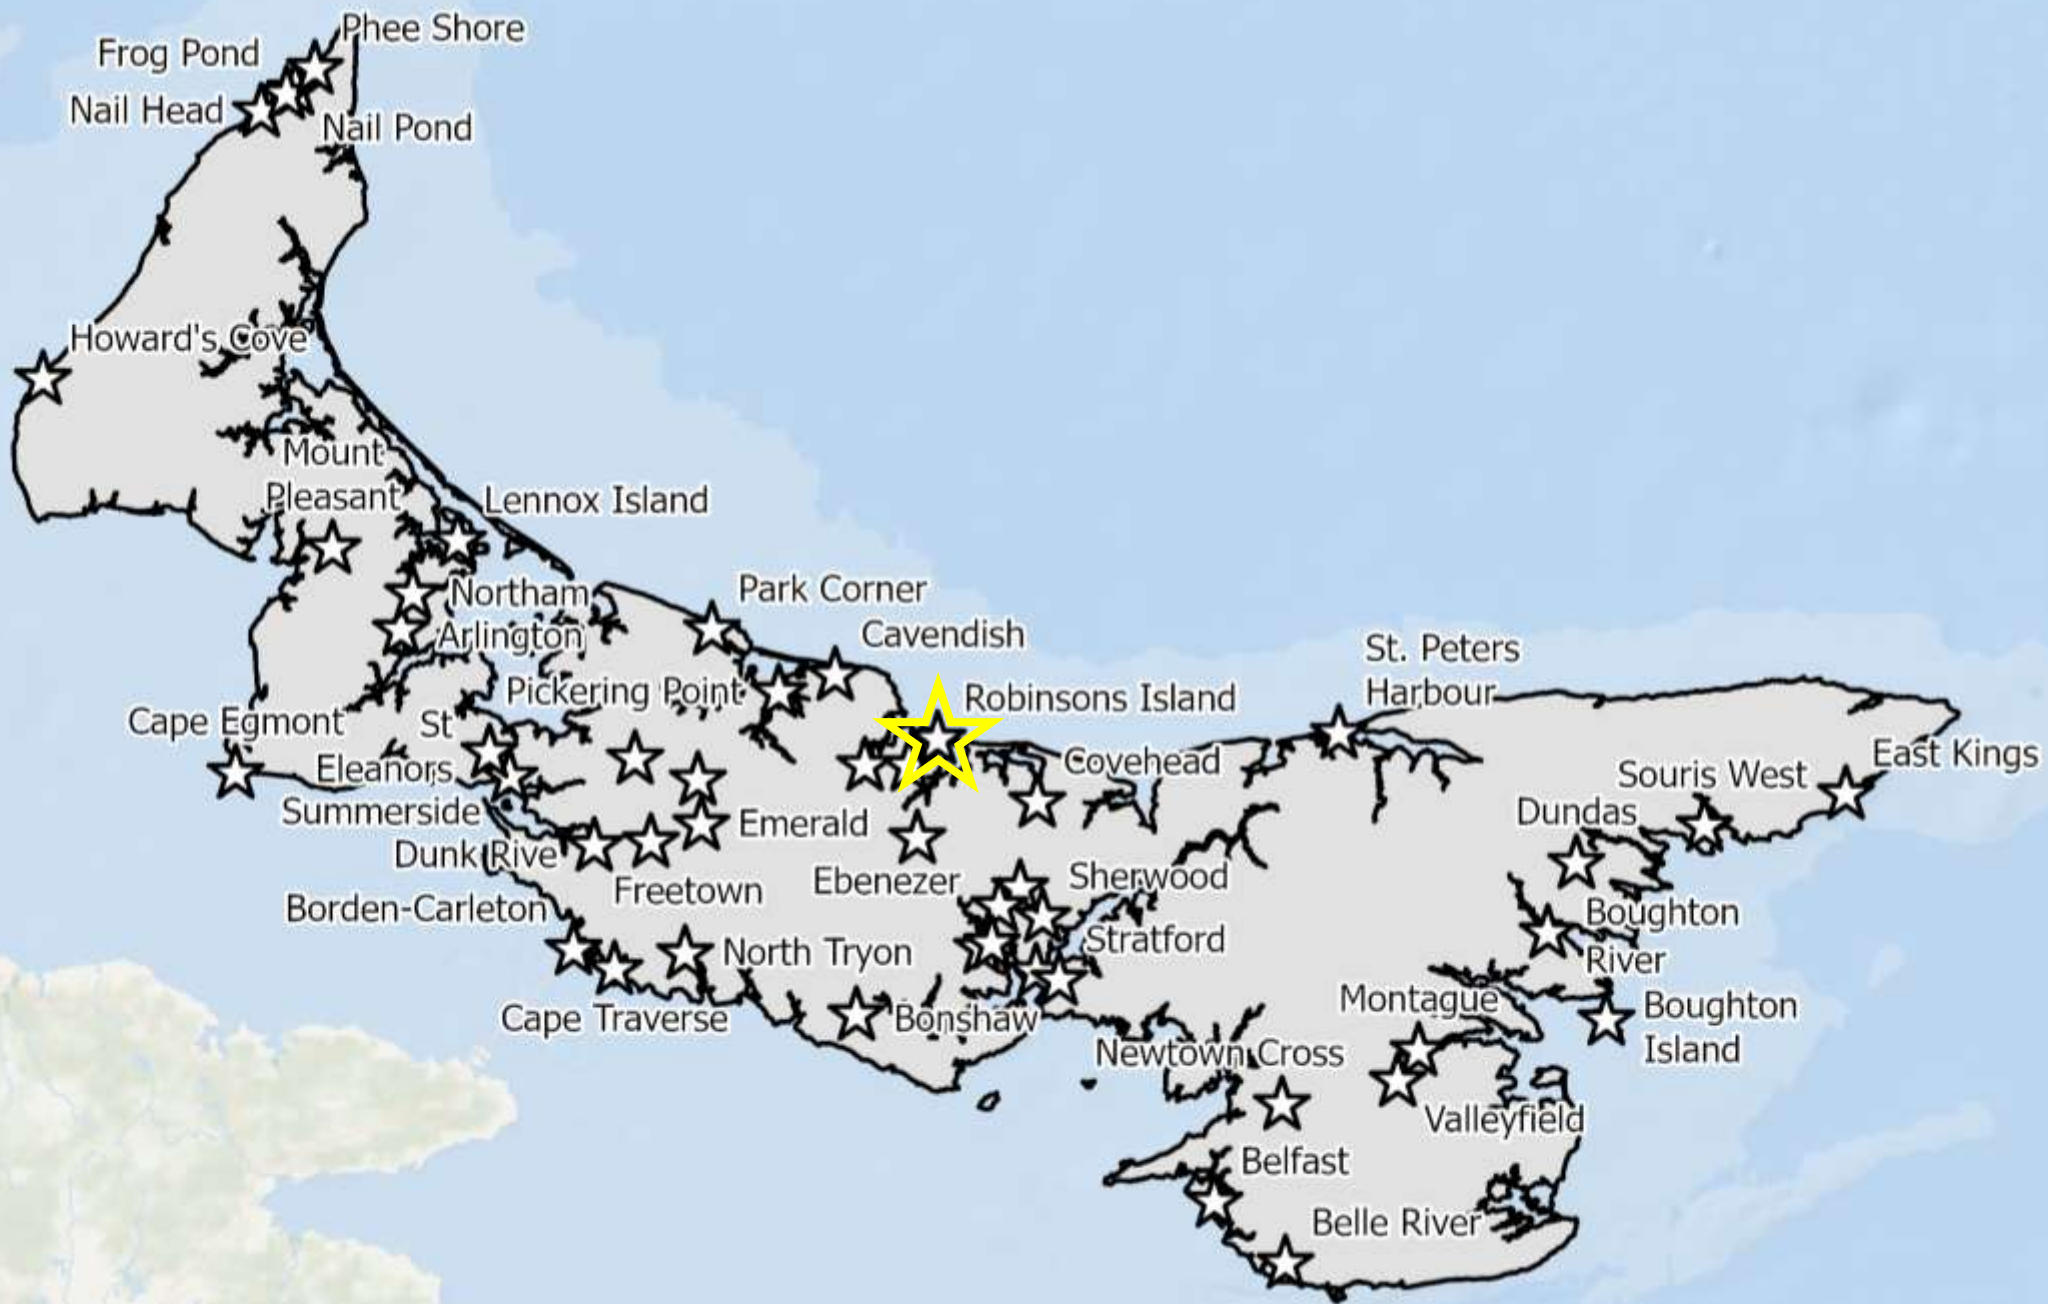 Phee Shore
Frog Pond
Nail Head
Nail Pond
Howard's Cove
Mount
Pleasant
Lennox Island
Northam
Arlington
Park Corner
Cavendish
Pickering Point
Robinsons Island
St. Peters
Harbour
Cape Egmont
St
Eleanors
Summerside
Covehead
East Kings
Souris West
Dundas
Dunk Rive
Emerald
Freetown
Ebenezer
Sherwood
Borden-Carleton
Boughton
River
North Tryon
Stratford
Cape Traverse
Bonshaw
Montague
Boughton
Island
Newtown Cross
Valleyfield
Belfast
Belle River